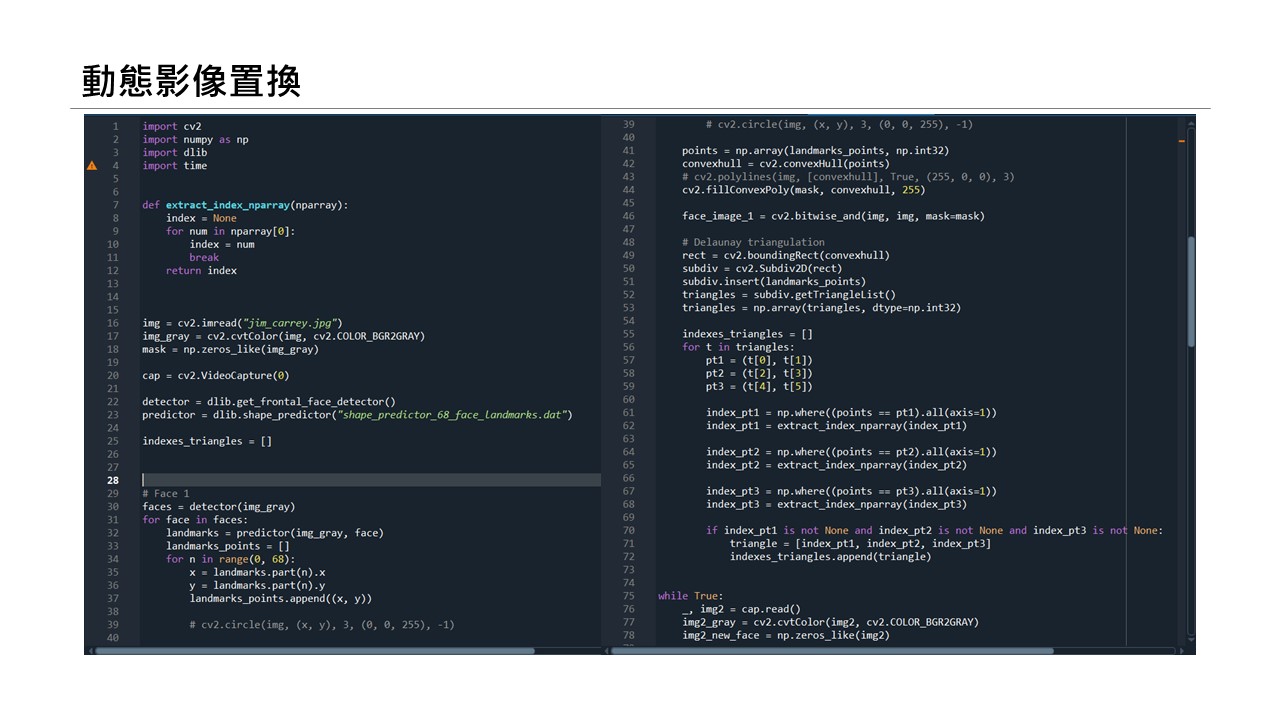 動態影像置換
1 import cv2
2 import numpy as np
3 import dlib
4 import time
5
6
7 def extract_index_nparray(nparray):
8     index = None
9     for num in nparray[0]:
10         index = num
11         break
12     return index
13
14
15
16 img = cv2.imread("jim_carrey.jpg")
17 img_gray = cv2.cvtColor(img, cv2.COLOR_BGR2GRAY)
18 mask = np.zeros_like(img_gray)
19
20 cap = cv2.VideoCapture(0)
21
22 detector = dlib.get_frontal_face_detector()
23 predictor = dlib.shape_predictor("shape_predictor_68_face_landmarks.dat")
24
25 indexes_triangles = []
26
27
28
29 # Face 1
30 faces = detector(img_gray)
31 for face in faces:
32     landmarks = predictor(img_gray, face)
33     landmarks_points = []
34     for n in range(0, 68):
35         x = landmarks.part(n).x
36         y = landmarks.part(n).y
37         landmarks_points.append((x, y))
38
39         # cv2.circle(img, (x, y), 3, (0, 0, 255), -1)
40
39         # cv2.circle(img, (x, y), 3, (0, 0, 255), -1)
40
41     points = np.array(landmarks_points, np.int32)
42     convexhull = cv2.convexHull(points)
43     # cv2.polylines(img, [convexhull], True, (255, 0, 0), 3)
44     cv2.fillConvexPoly(mask, convexhull, 255)
45
46     face_image_1 = cv2.bitwise_and(img, img, mask=mask)
47
48     # Delaunay triangulation
49     rect = cv2.boundingRect(convexhull)
50     subdiv = cv2.Subdiv2D(rect)
51     subdiv.insert(landmarks_points)
52     triangles = subdiv.getTriangleList()
53     triangles = np.array(triangles, dtype=np.int32)
54
55     indexes_triangles = []
56     for t in triangles:
57         pt1 = (t[0], t[1])
58         pt2 = (t[2], t[3])
59         pt3 = (t[4], t[5])
60
61         index_pt1 = np.where((points == pt1).all(axis=1))
62         index_pt1 = extract_index_nparray(index_pt1)
63
64         index_pt2 = np.where((points == pt2).all(axis=1))
65         index_pt2 = extract_index_nparray(index_pt2)
66
67         index_pt3 = np.where((points == pt3).all(axis=1))
68         index_pt3 = extract_index_nparray(index_pt3)
69
70         if index_pt1 is not None and index_pt2 is not None and index_pt3 is not None:
71             triangle = [index_pt1, index_pt2, index_pt3]
72             indexes_triangles.append(triangle)
73
74
75 while True:
76     _, img2 = cap.read()
77     img2_gray = cv2.cvtColor(img2, cv2.COLOR_BGR2GRAY)
78     img2_new_face = np.zeros_like(img2)